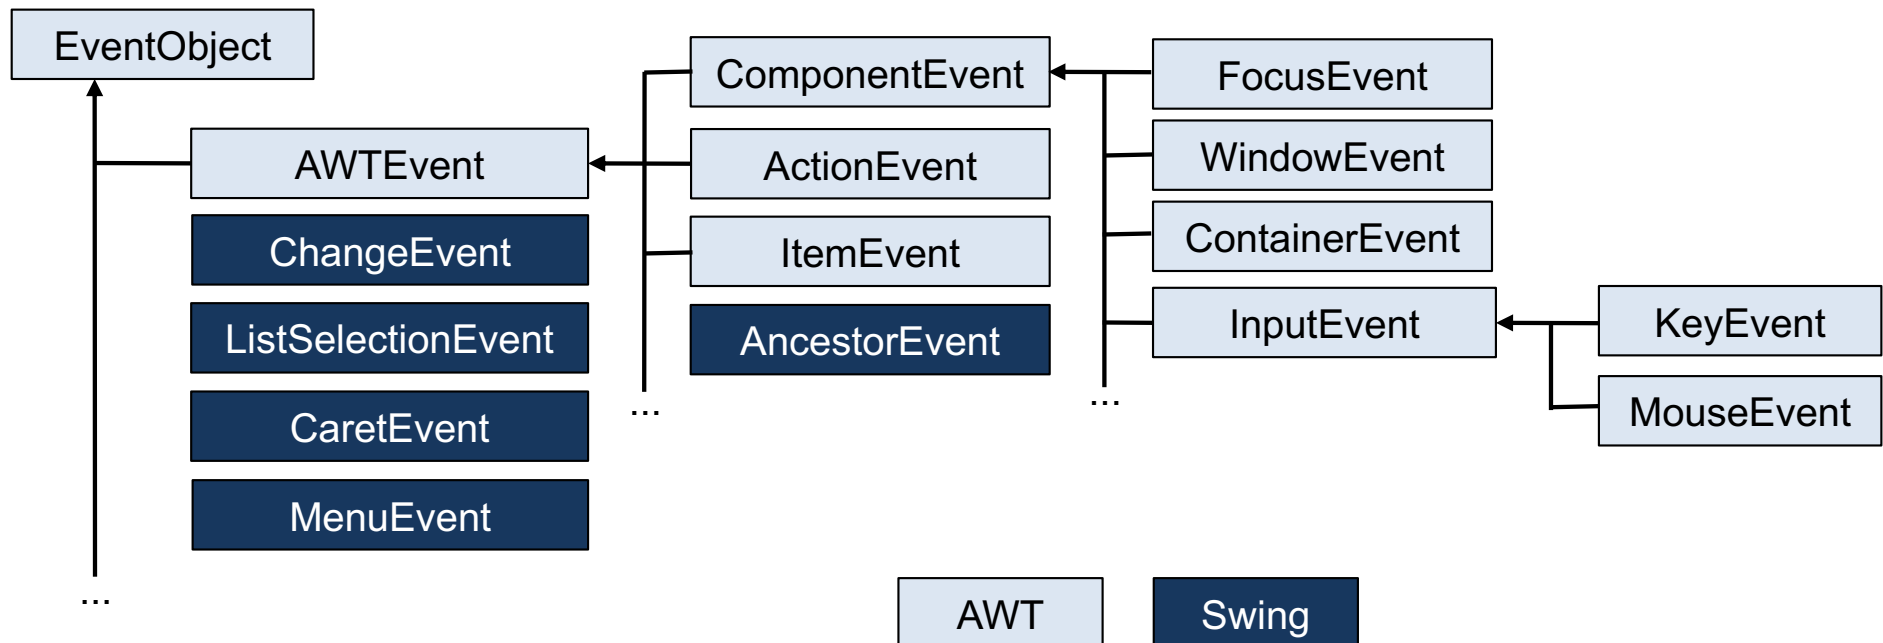 EventObject
AWTEvent
ChangeEvent
ListSelectionEvent
CaretEvent
MenuEvent
...
ComponentEvent
ActionEvent
ItemEvent
AncestorEvent
...
FocusEvent
WindowEvent
ContainerEvent
InputEvent
...
KeyEvent
MouseEvent
AWT
Swing